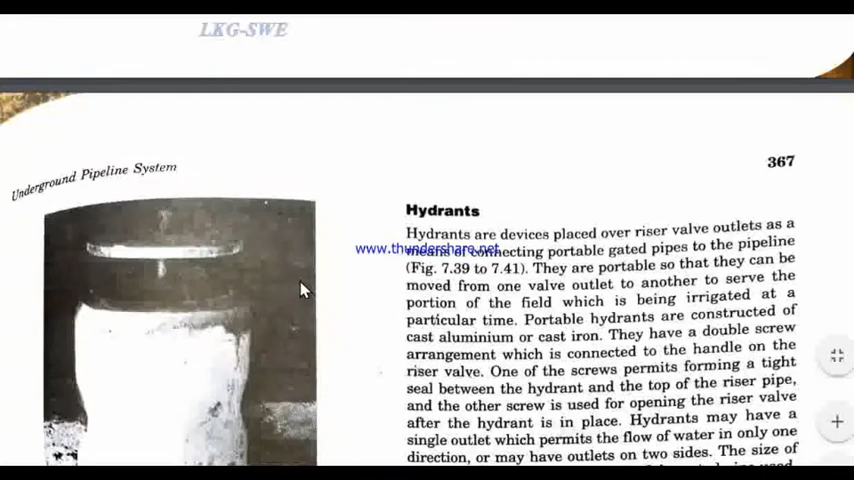 LKG-SWE
Underground Pipeline System
367
Hydrants
Hydrants are devices placed over riser valve outlets as a
www.thundershare.net
means of connecting portable gated pipes to the pipeline
(Fig. 7.39 to 7.41). They are portable so that they can be
moved from one valve outlet to another to serve the
portion of the field which is being irrigated at a
particular time. Portable hydrants are constructed of
cast aluminium or cast iron. They have a double screw
arrangement which is connected to the handle on the
riser valve. One of the screws permits forming a tight
seal between the hydrant and the top of the riser pipe,
and the other screw is used for opening the riser valve
after the hydrant is in place. Hydrants may have a
single outlet which permits the flow of water in only one
direction, or may have outlets on two sides. The size of